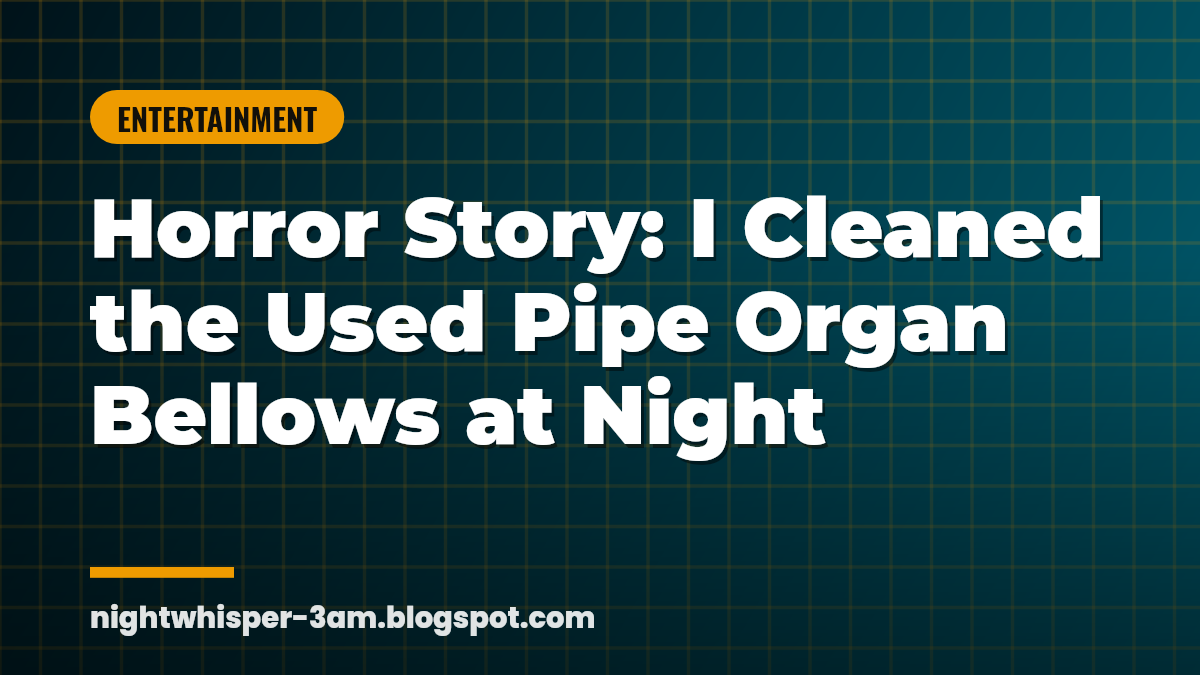 ENTERTAINMENT
Horror Story: I Cleaned
the Used Pipe Organ
Bellows at Night
nightwhisper-3am.blogspot.com